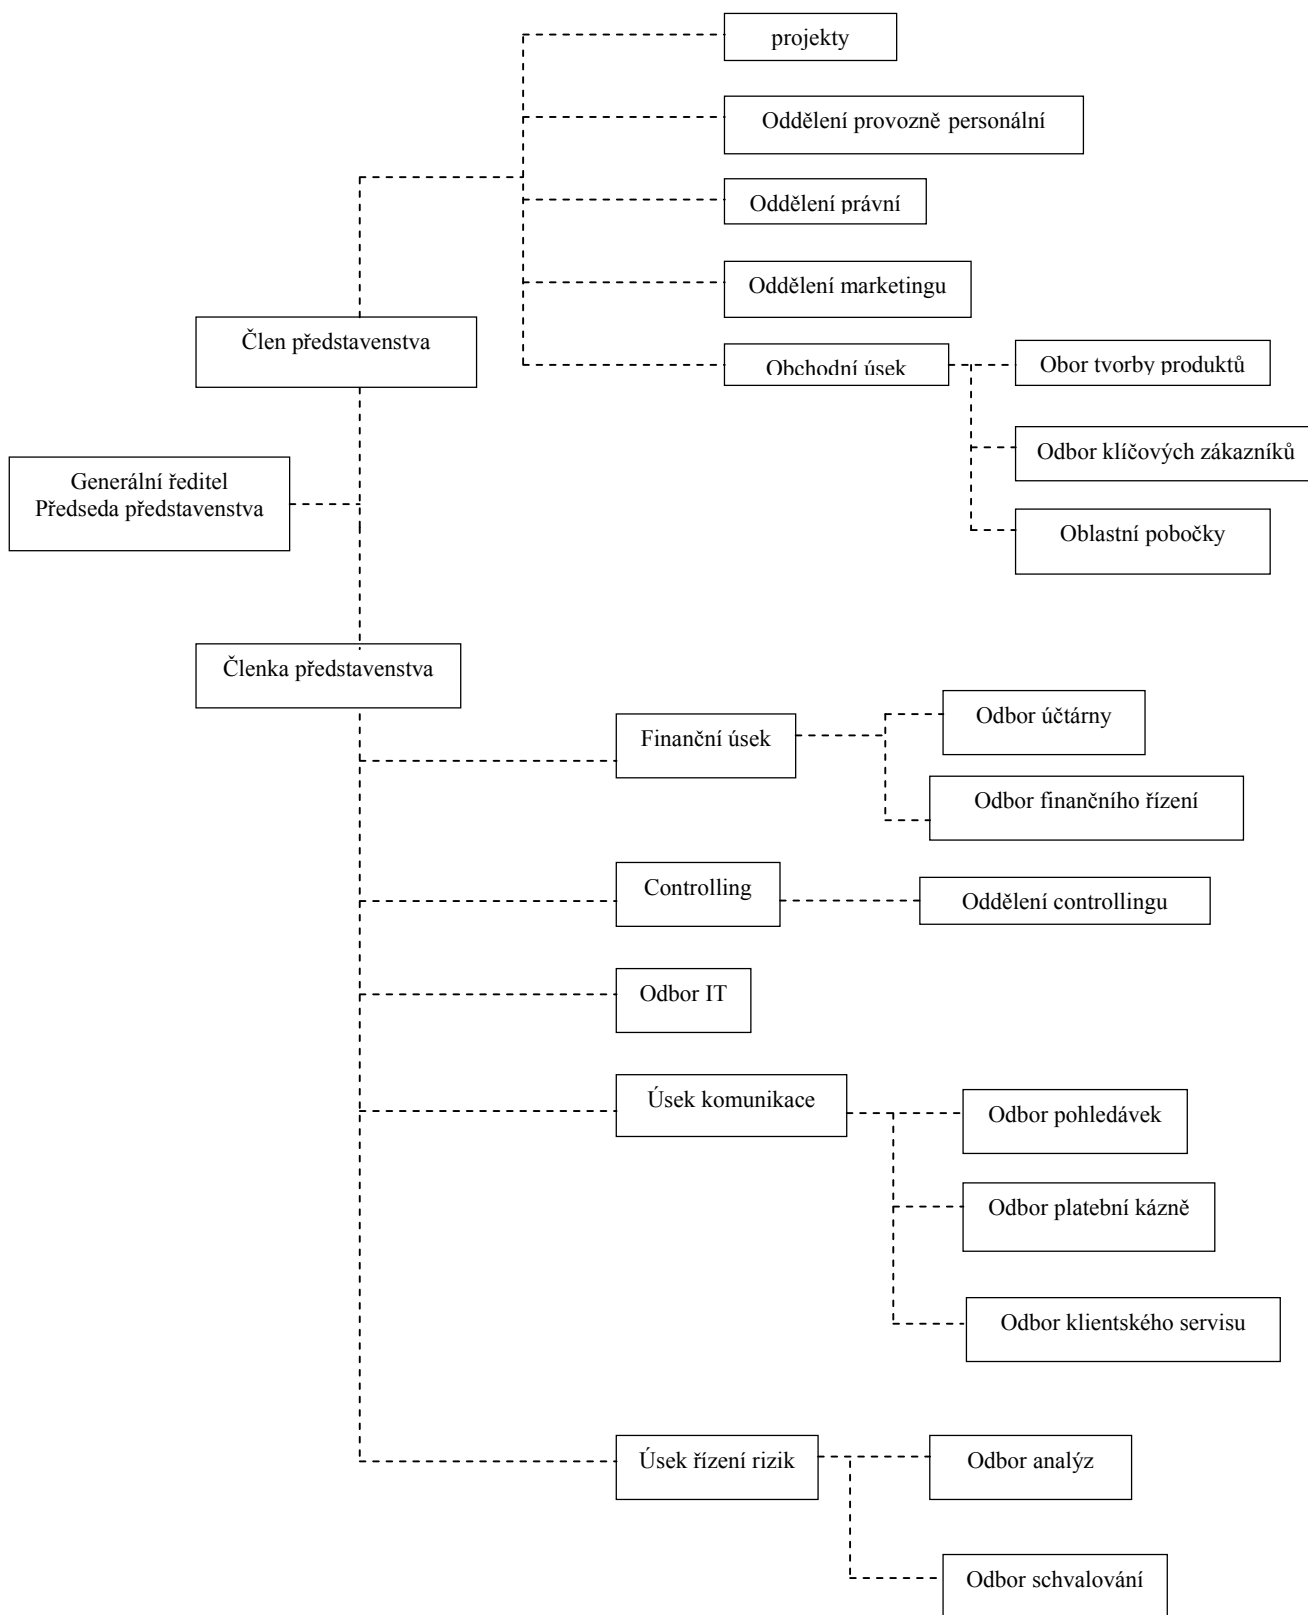 projekty
Oddělení provozně personální
Oddělení právní
Oddělení marketingu
Člen představenstva
Obchodní úsek
Obor tvorby produktů
Odbor klíčových zákazníků
Generální ředitel
Předseda představenstva
Oblastní pobočky
Členka představenstva
Finanční úsek
Odbor účtárny
Odbor finančního řízení
Controlling
Oddělení controllingu
Odbor IT
Úsek komunikace
Odbor pohledávek
Odbor platební kázně
Odbor klientského servisu
Úsek řízení rizik
Odbor analýz
Odbor schvalování